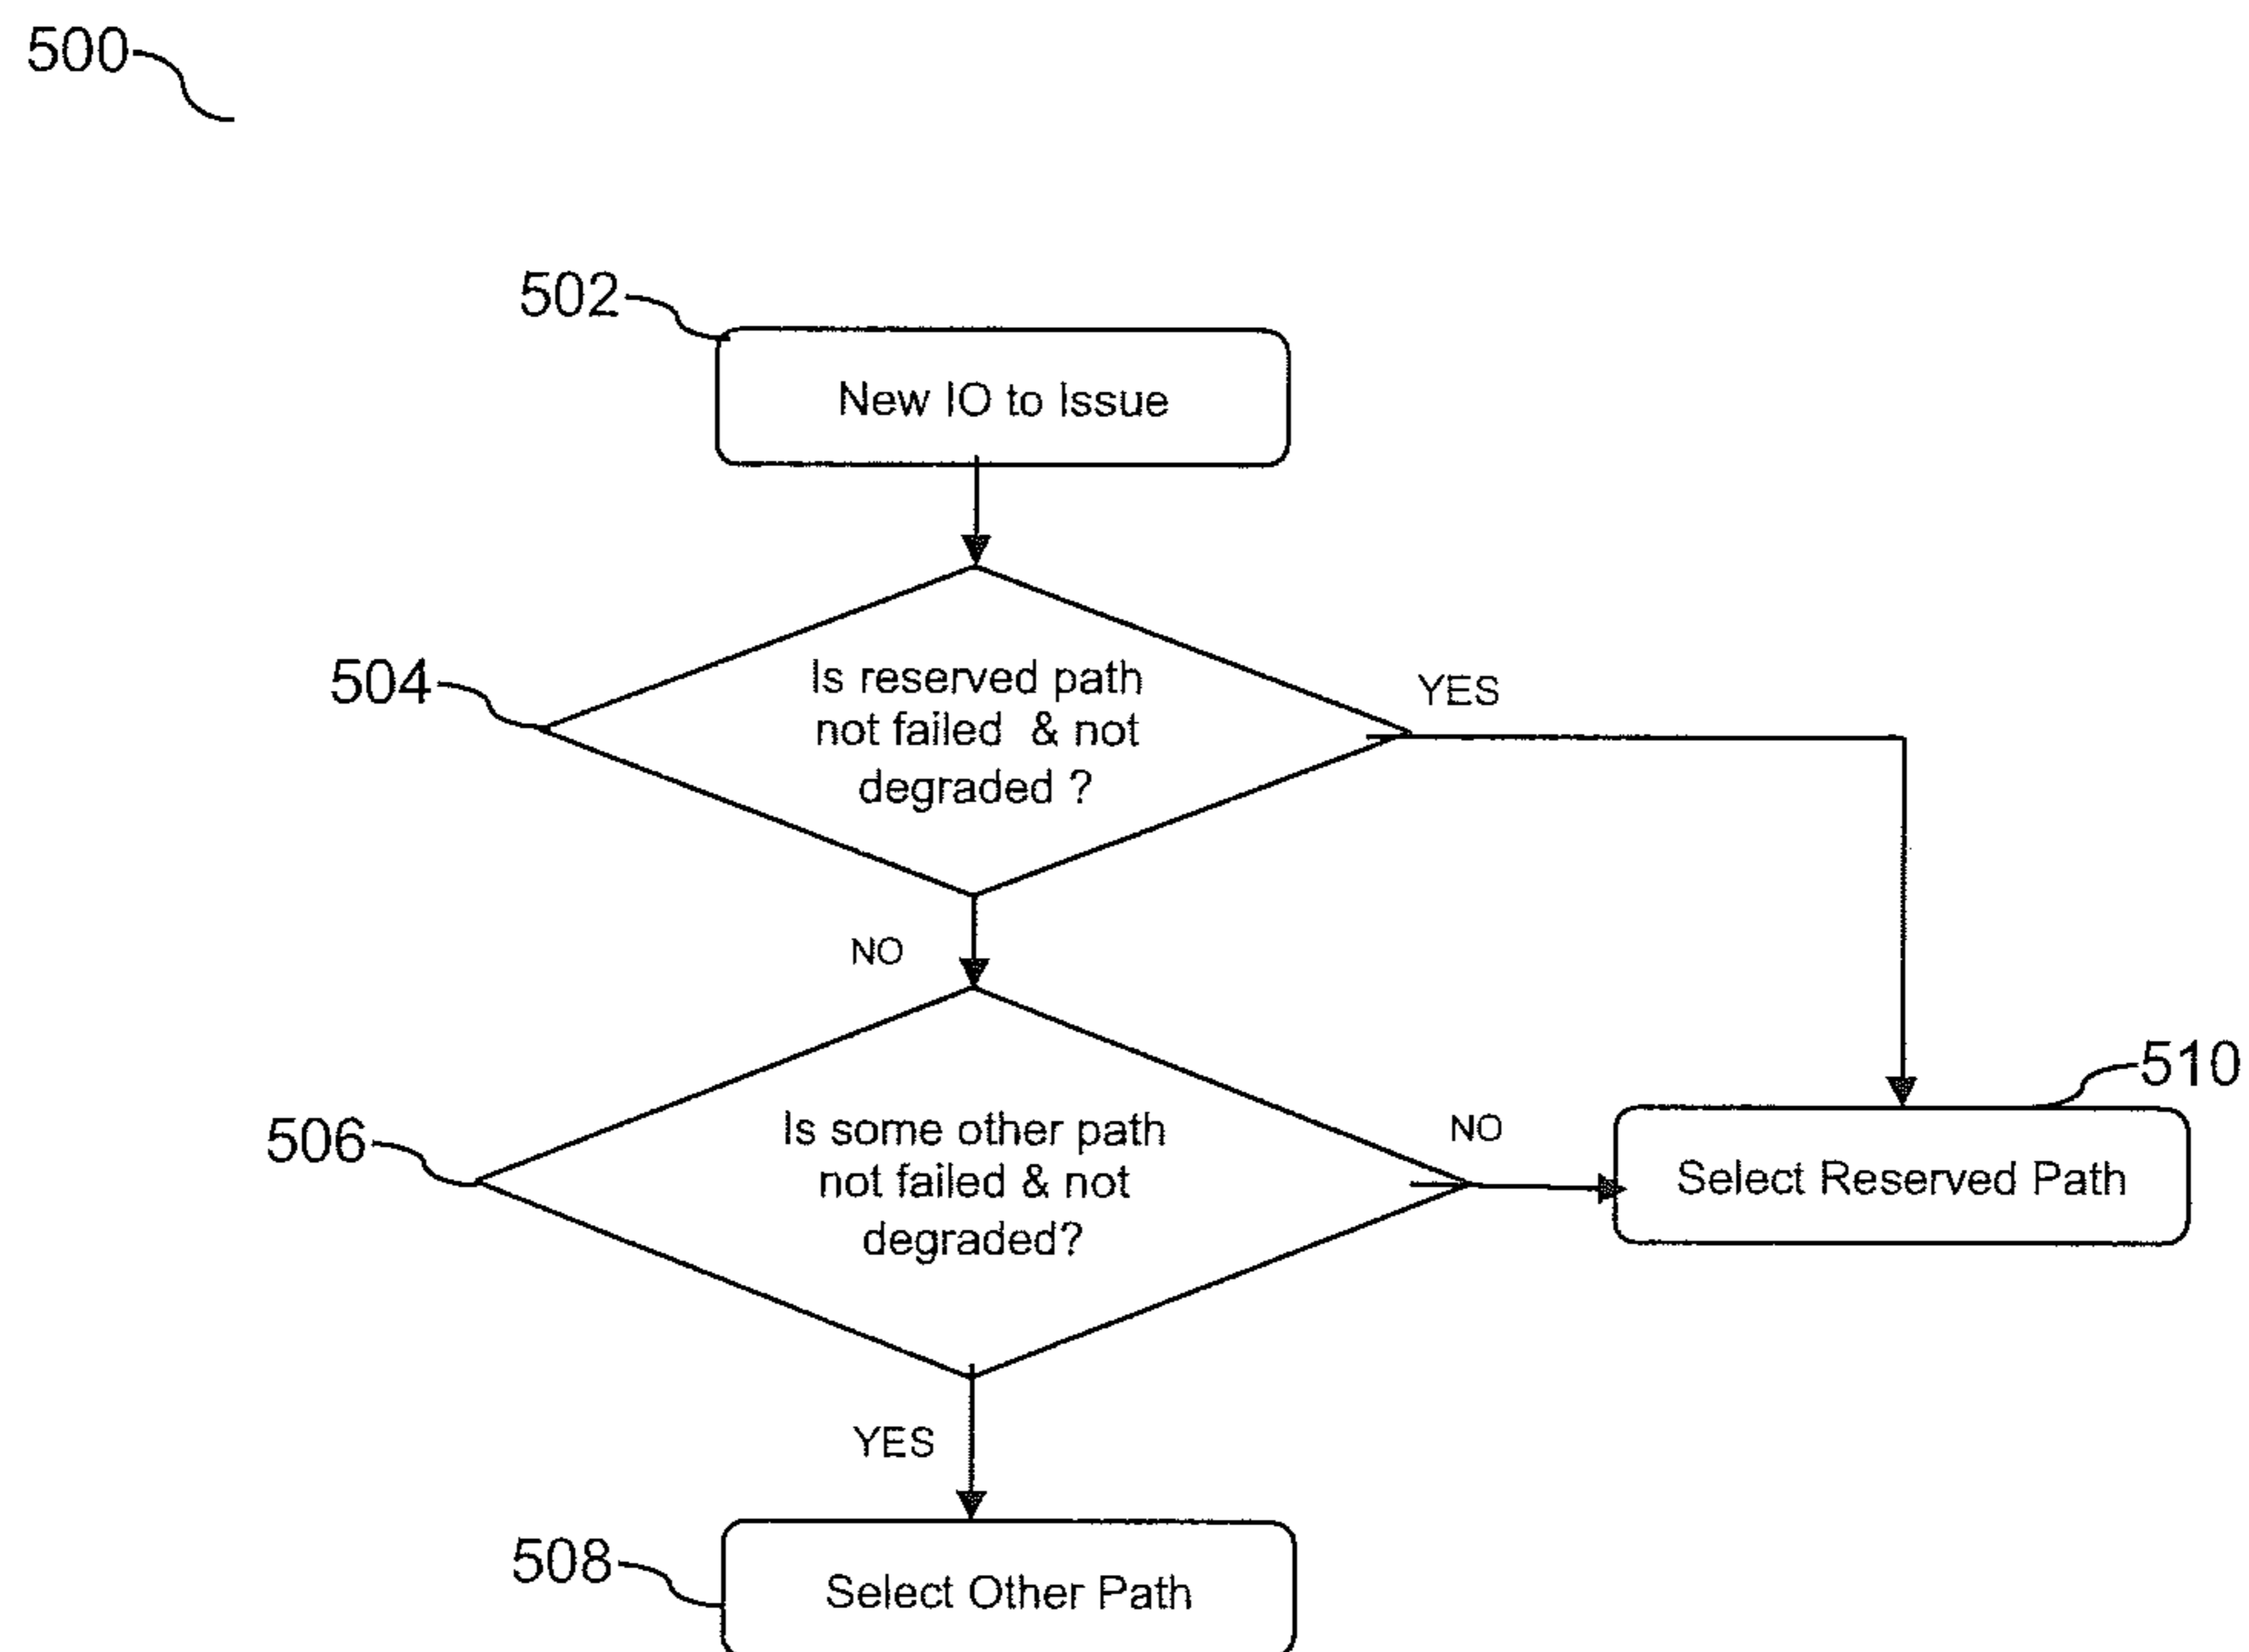 500
502
New IO to Issue
504
Is reserved path
not failed & not
degraded ?
YES
NO
506
Is some other path
not failed & not
degraded?
NO
510
Select Reserved Path
YES
508
Select Other Path